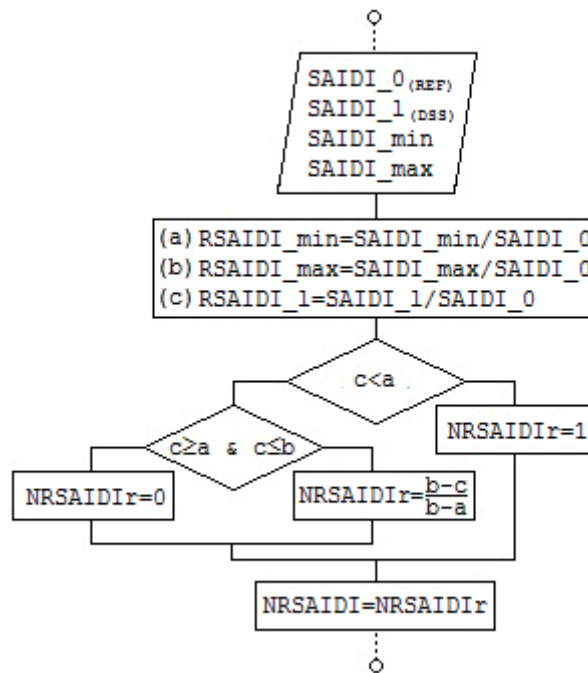 SAIDI_0(REF)
SAIDI_1(DSS)
SAIDI_min
SAIDI_max
(a) RSAIDI_min=SAIDI_min/SAIDI_0
(b) RSAIDI_max=SAIDI_max/SAIDI_0
(c) RSAIDI_1=SAIDI_1/SAIDI_0
c<a
c≥a & c≤b
NRSAIDIr=1
NRSAIDIr=0
NRSAIDIr=b-c/b-a
NRSAIDI=NRSAIDIr